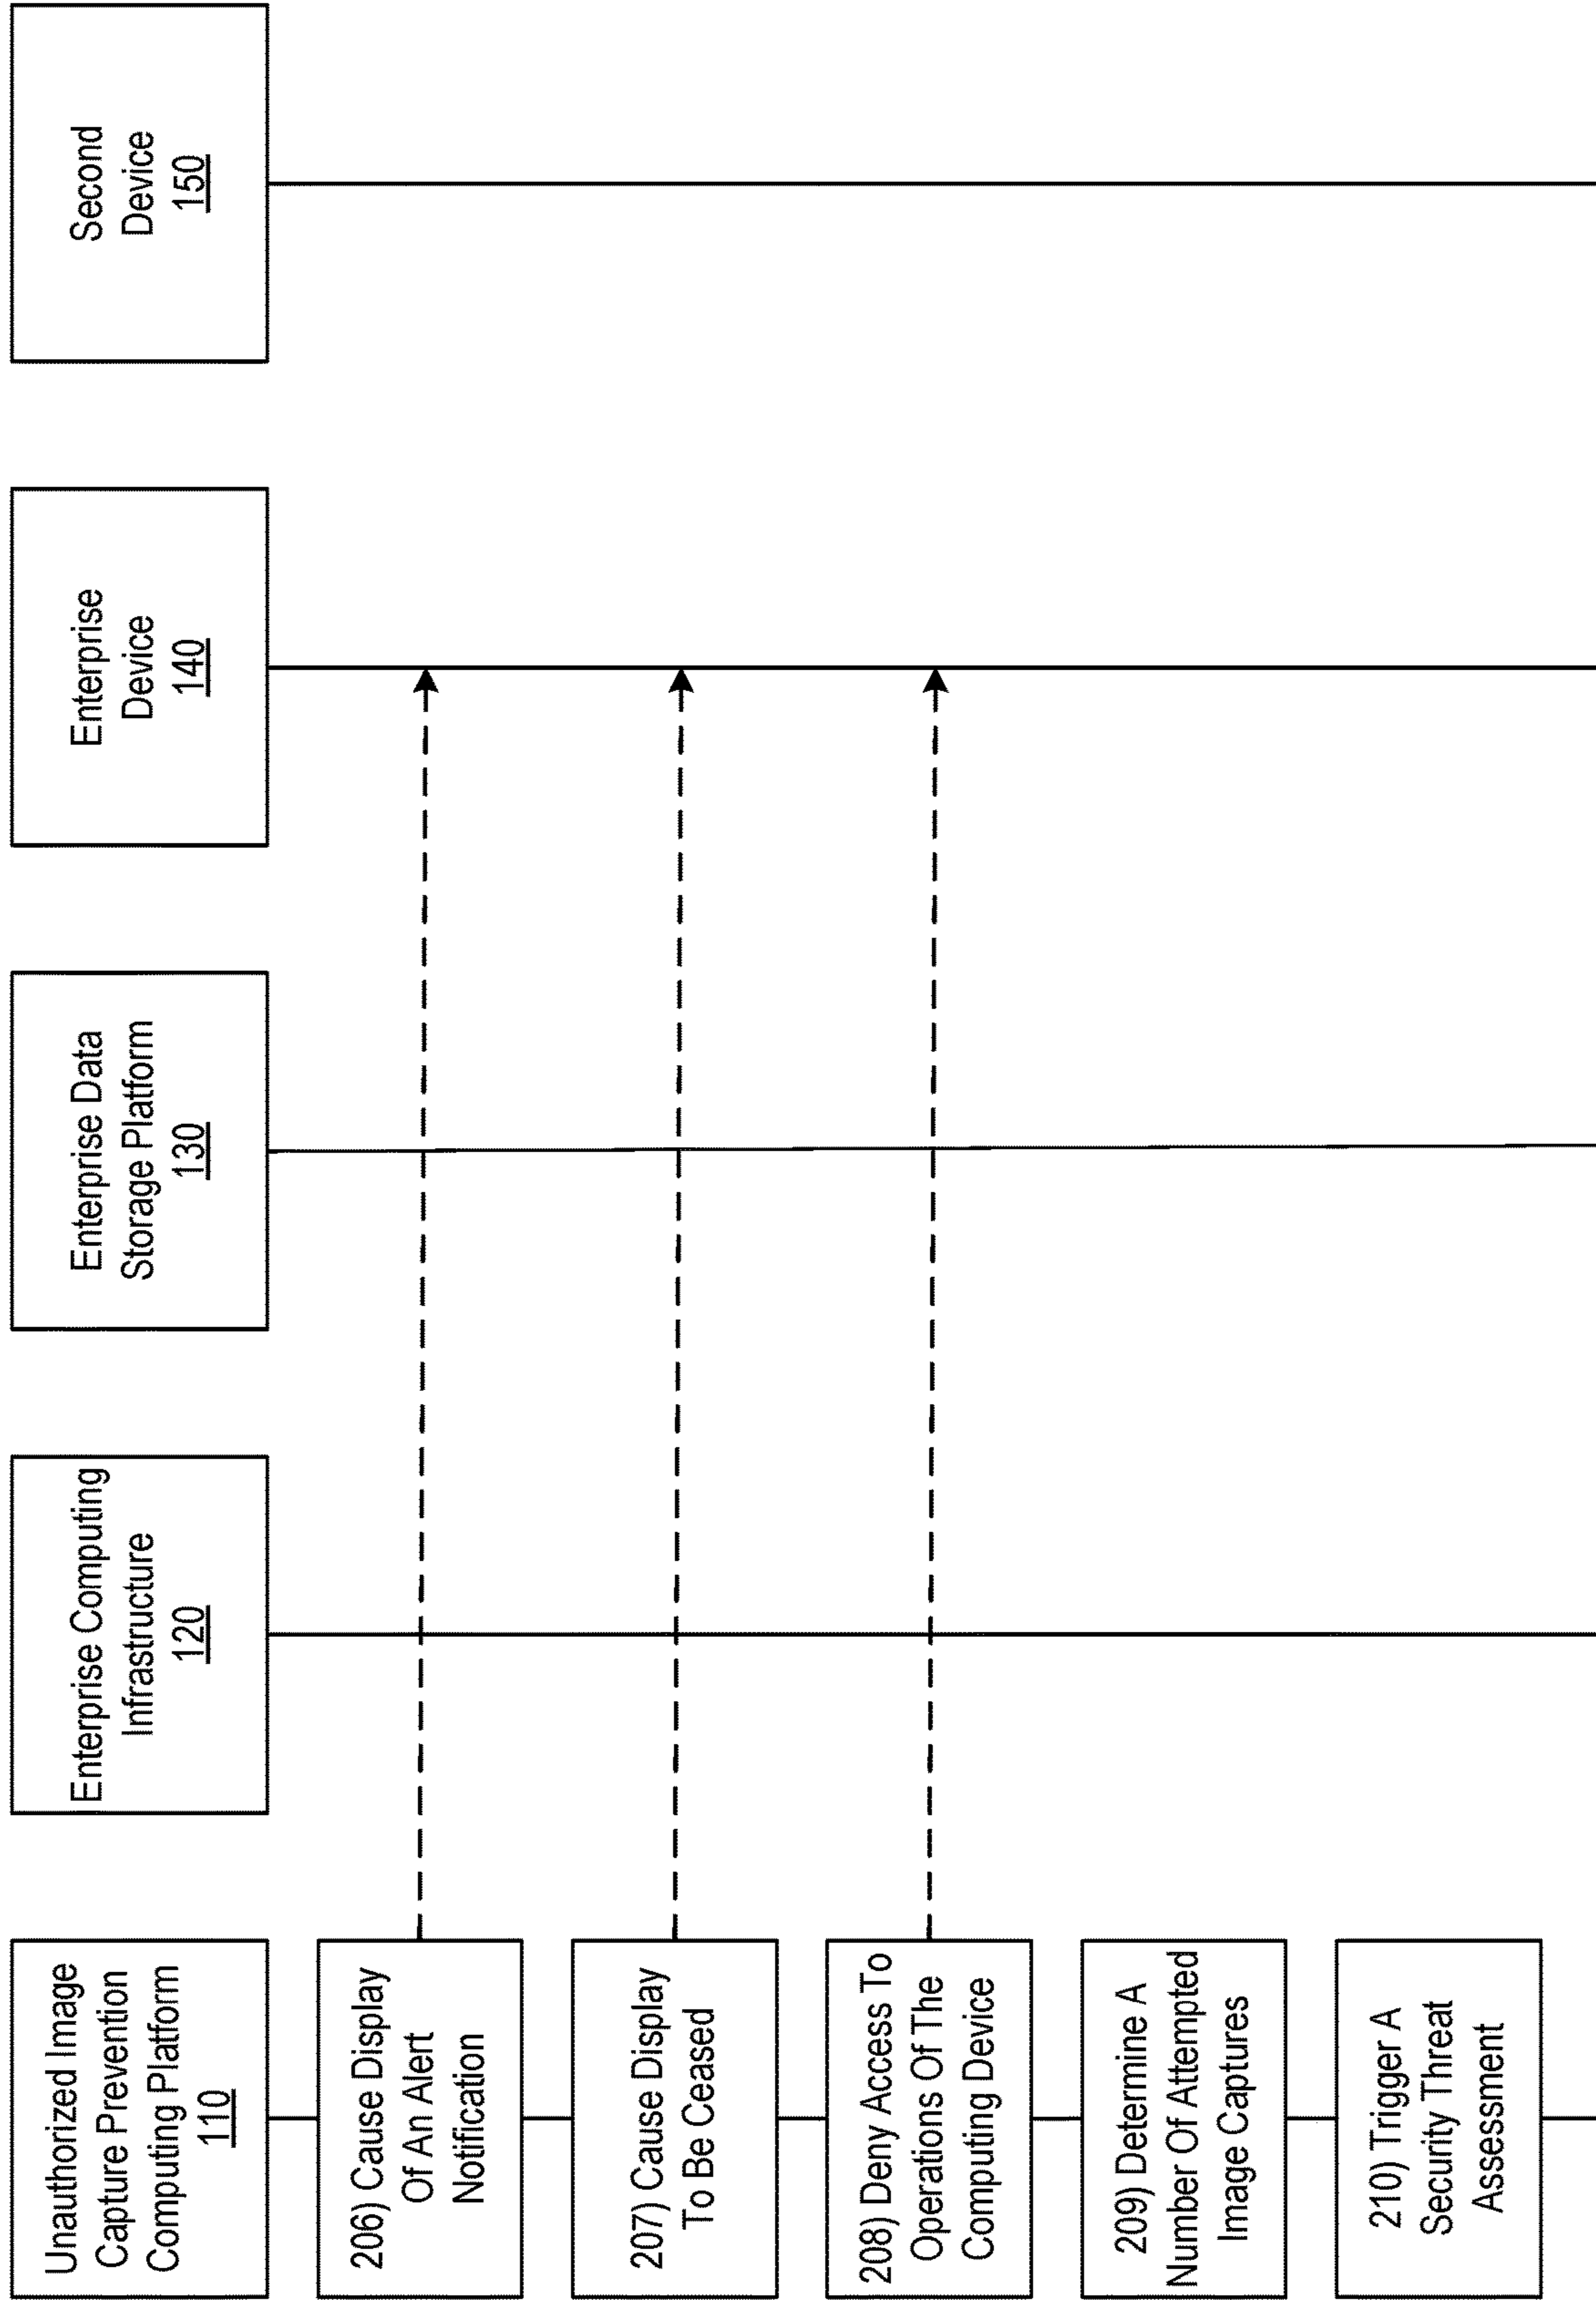 Unauthorized Image
Capture Prevention
Computing Platform
110
Enterprise Computing
Infrastructure
120
Enterprise Data
Storage Platform
130
Enterprise
Device
140
Second
Device
150
206) Cause Display
Of An Alert
Notification
207) Cause Display
To Be Ceased
208) Deny Access To
Operations Of The
Computing Device
209) Determine A
Number Of Attempted
Image Captures
210) Trigger A
Security Threat
Assessment